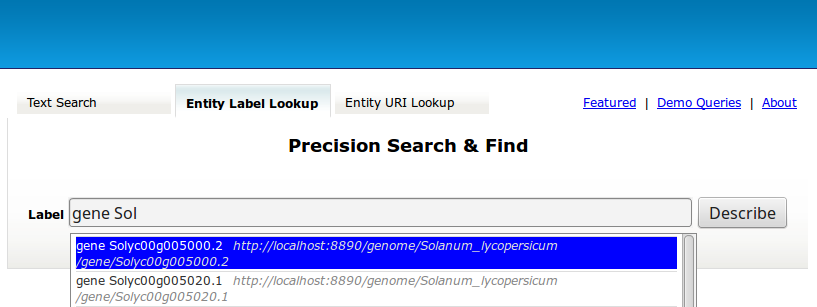 Text Search Entity Label Lookup Entity URI Lookup Featured | Demo Queries | About
Precision Search & Find
Label gene Sol Describe
gene Solyc00g005000.2 http://localhost:8890/genome/Solanum_lycopersicum
/gene/Solyc00g005000.2
gene Solyc00g005020.1 http://localhost:8890/genome/Solanum_lycopersicum
/gene/Solyc00g005020.1